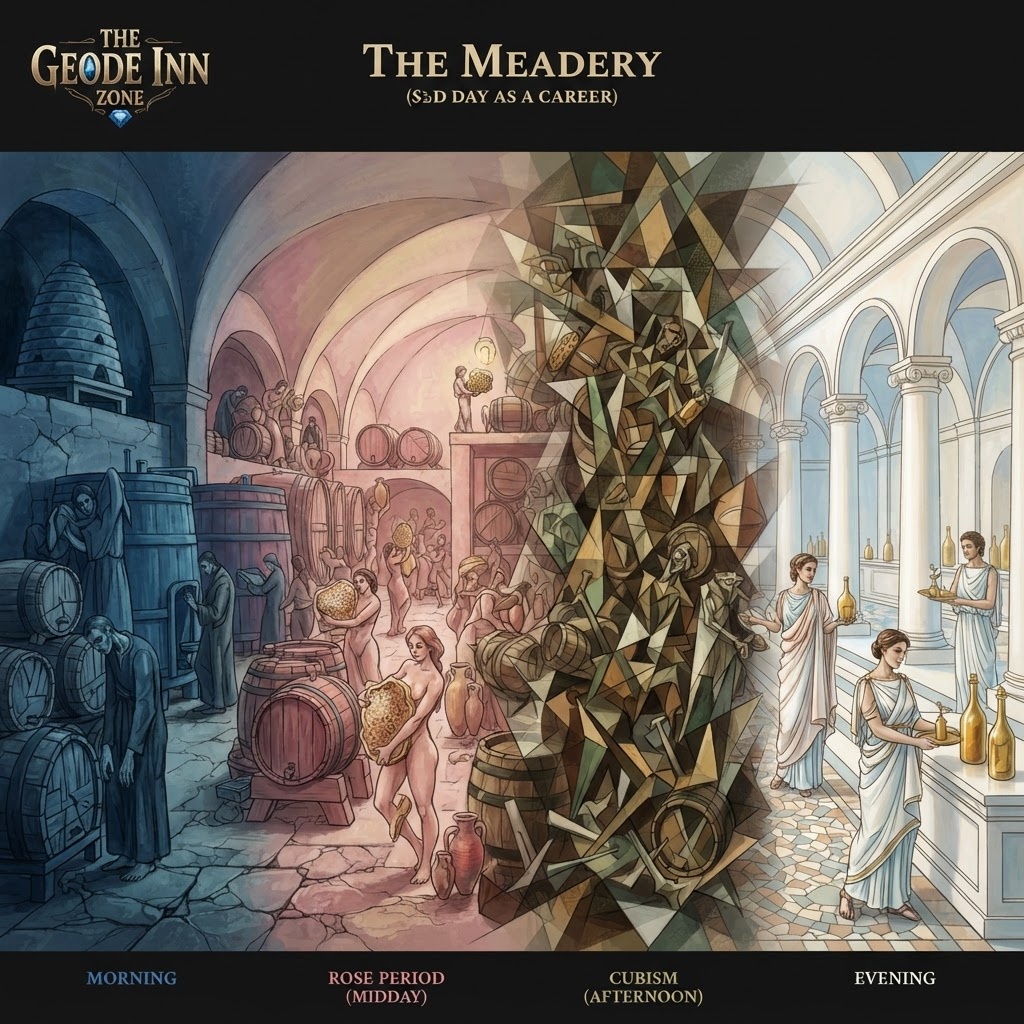 THE
GEODE INN
ZONE
THE MEADERY
DAY AS A CAREER)
MORNING
ROSE PERIOD
(MIDDAY)
CUBISM
(AFTERNOON)
EVENING